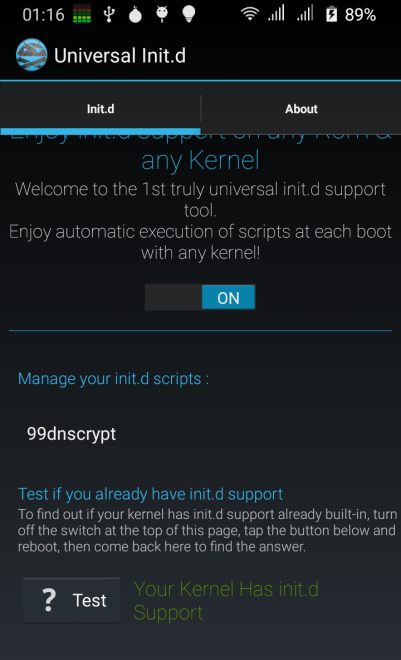 01:16
89%
Universal Init.d
Init.d
About
Enjoy init.d support on any Rom &
any Kernel
Welcome to the 1st truly universal init.d support
tool.
Enjoy automatic execution of scripts at each boot
with any kernel!
ON
Manage your init.d scripts :
99dnscrypt
Test if you already have init.d support
To find out if your kernel has init.d support already built-in, turn
off the switch at the top of this page, tap the button below and
reboot, then come back here to find the answer.
? Test
Your Kernel Has init.d
Support